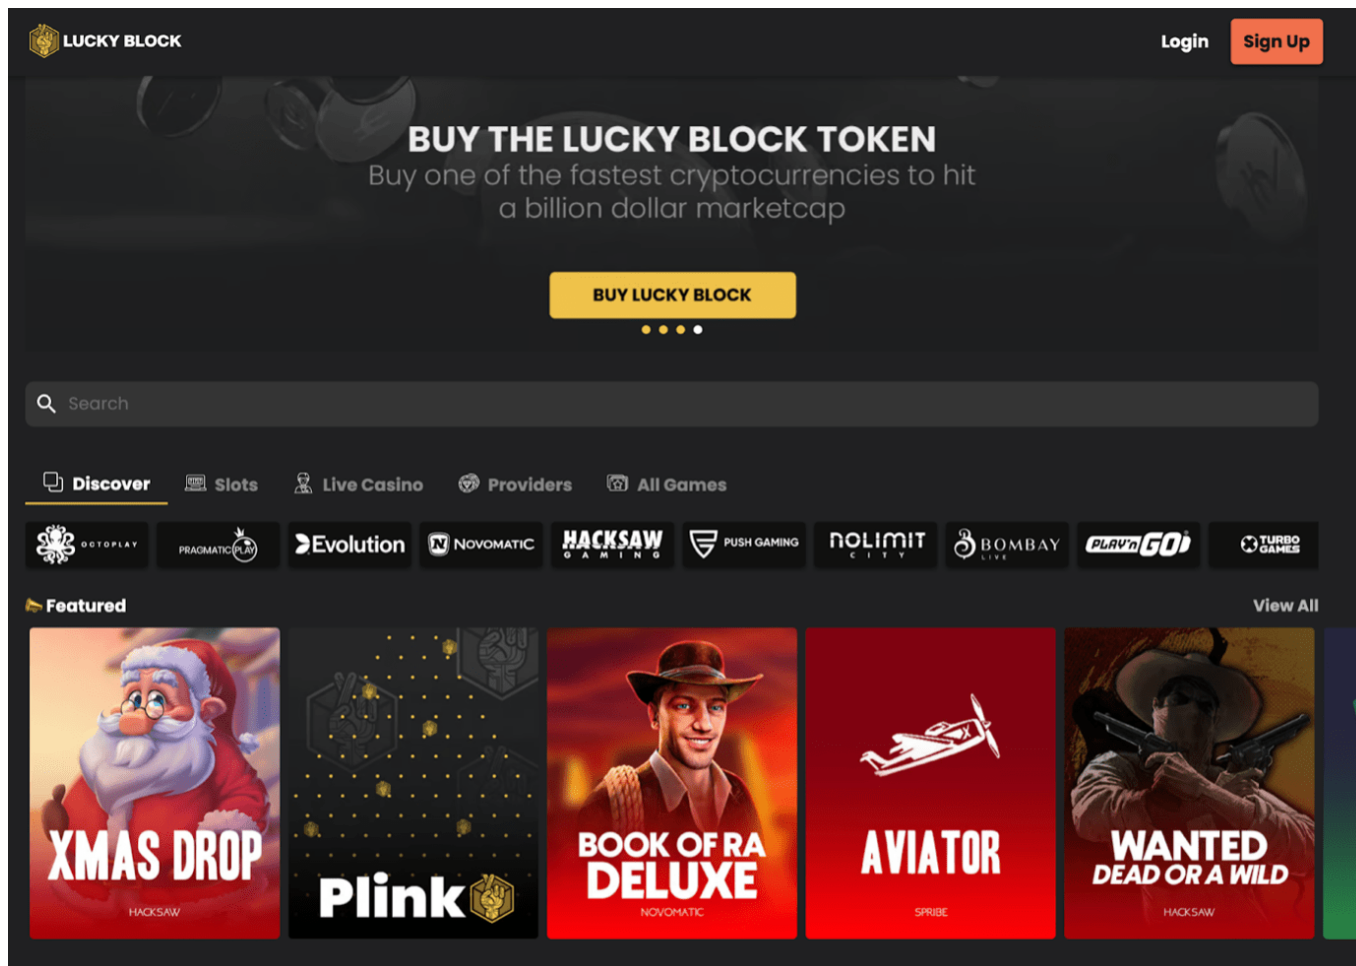 LUCKY BLOCK
Login
Sign Up
BUY THE LUCKY BLOCK TOKEN
Buy one of the fastest cryptocurrencies to hit
a billion dollar marketcap
BUY LUCKY BLOCK
Search
Discover
Slots
Live Casino
Providers
All Games
OCTOPLAY
PRAGMATIC PLAY
Evolution
N NOVOMATIC
HACKSAW
GAMING
PUSH GAMING
NOLIMIT
CITY
BOMBAY
LIVE
PLAY'n GO
TURBO
GAMES
Featured
View All
XMAS DROP
HACKSAW
Plink
BOOK OF RA
DELUXE
NOVOMATIC
AVIATOR
SPRIBE
WANTED
DEAD OR A WILD
HACKSAW